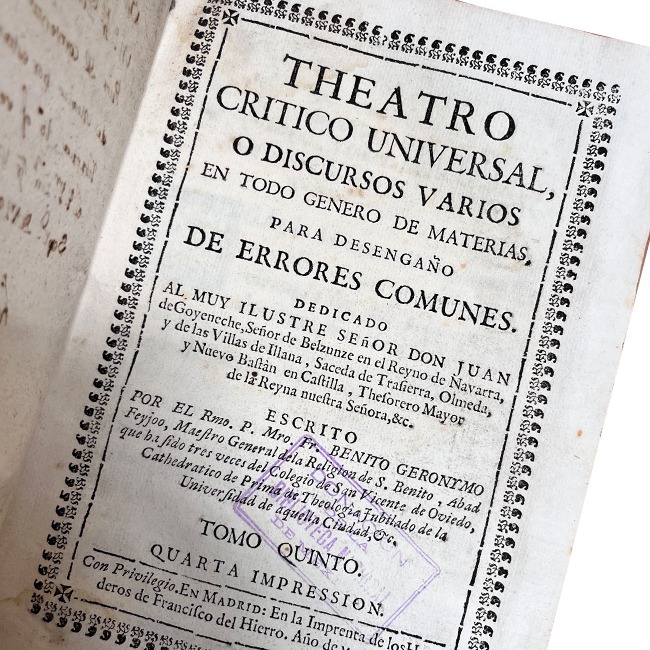 THEATRO
CRITICO UNIVERSAL,
O DISCURSOS VARIOS
EN TODO GENERO DE MATERIAS,
PARA DESENGAÑO
DE ERRORES COMUNES.
DEDICADO
AL MUY ILUSTRE SEñOR DON JUAN
de Goyeneche, Señor de Belzunze en el Reyno de Navarra,
y de las Villas de Illana, Saceda de Trasierra, Olmeda,
y Nuevo Bastàn en Castilla, Thesorero Mayor
de la Reyna nuestra Señora, &c.
ESCRITO
POR EL Rmo. P. Mro. Fr. BENITO GERONYMO
Feyjoo, Maestro General de la Religion de S. Benito, Abad
que ha sido tres veces del Colegio de San Vicente de Oviedo,
Cathedratico de Prima de Theologia Jubilado de la
Universidad de aquella Ciudad, &c.
TOMO QUINTO.
QUARTA IMPRESSION.
Con Privilegio. EN MADRID: En la Imprenta de los H
deros de Francisco del Hierro. Año de